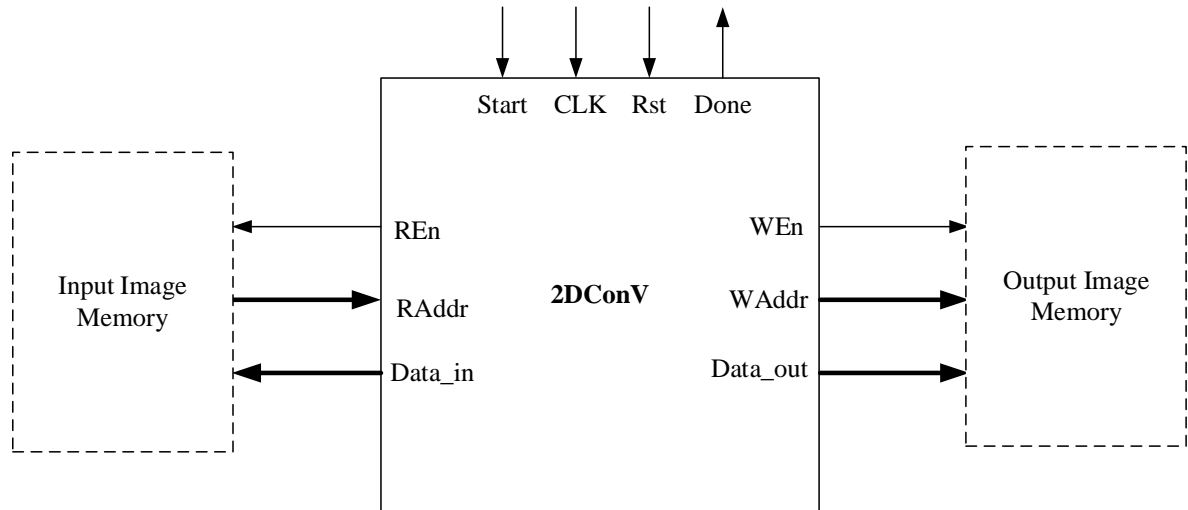 Start CLK Rst Done
REn
WEn
Input Image
Memory
RAddr
2DConV
WAddr
Output Image
Memory
Data_in
Data_out